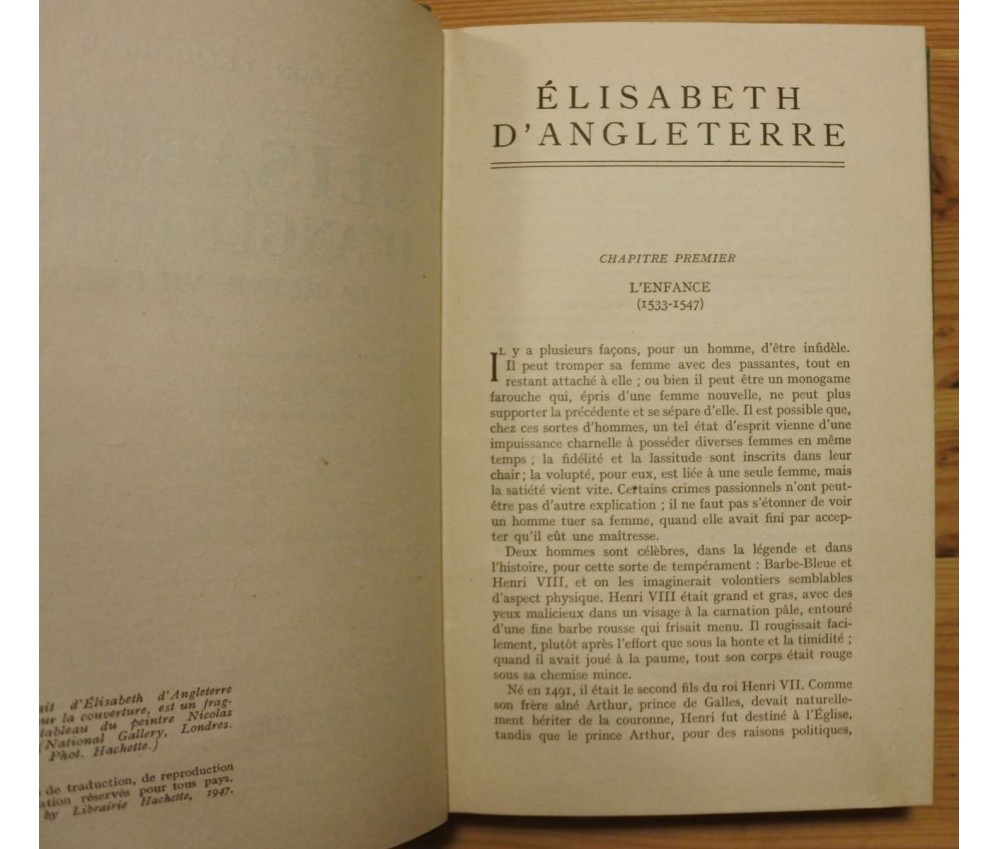 ait d'Élisabeth d'Angleterre
ur la couverture, est un frag-
tableau du peintre Nicolas
(National Gallery, Londres.
Phot. Hachette.)
de traduction, de reproduction
ation réservés pour tous pays.
by Librairie Hachette, 1947.
ÉLISABETH
D'ANGLETERRE
CHAPITRE PREMIER
L'ENFANCE
(1533-1547)
IL y a plusieurs façons, pour un homme, d'être infidèle.
Il peut tromper sa femme avec des passantes, tout en
restant attaché à elle ; ou bien il peut être un monogame
farouche qui, épris d'une femme nouvelle, ne peut plus
supporter la précédente et se sépare d'elle. Il est possible que,
chez ces sortes d'hommes, un tel état d'esprit vienne d'une
impuissance charnelle à posséder diverses femmes en même
temps ; la fidélité et la lassitude sont inscrits dans leur
chair ; la volupté, pour eux, est liée à une seule femme, mais
la satiété vient vite. Certains crimes passionnels n'ont peut-
être pas d'autre explication ; il ne faut pas s'étonner de voir
un homme tuer sa femme, quand elle avait fini par accep-
ter qu'il eût une maîtresse.
Deux hommes sont célèbres, dans la légende et dans
l'histoire, pour cette sorte de tempérament : Barbe-Bleue et
Henri VIII, et on les imaginerait volontiers semblables
d'aspect physique. Henri VIII était grand et gras, avec des
yeux malicieux dans un visage à la carnation pâle, entouré
d'une fine barbe rousse qui frisait menu. Il rougissait faci-
lement, plutôt après l'effort que sous la honte et la timidité ;
quand il avait joué à la paume, tout son corps était rouge
sous sa chemise mince.
Né en 1491, il était le second fils du roi Henri VII. Comme
son frère aîné Arthur, prince de Galles, devait naturelle-
ment hériter de la couronne, Henri fut destiné à l'Église,
tandis que le prince Arthur, pour des raisons politiques,